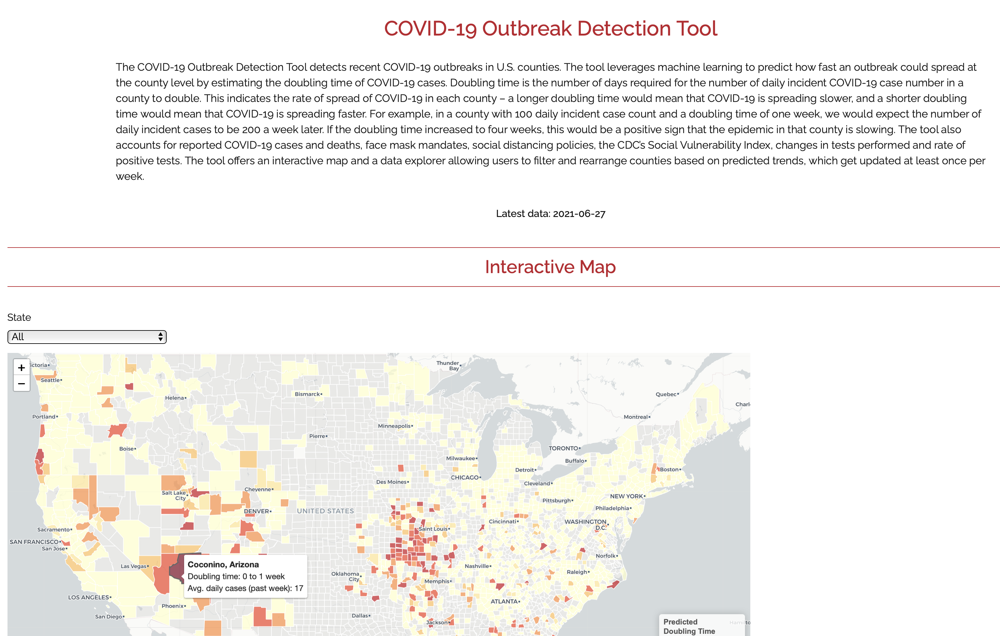 COVID-19 Outbreak Detection Tool
The COVID-19 Outbreak Detection Tool detects recent COVID-19 outbreaks in U.S. counties. The tool leverages machine learning to predict how fast an outbreak could spread at
the county level by estimating the doubling time of COVID-19 cases. Doubling time is the number of days required for the number of daily incident COVID-19 case number in a
county to double. This indicates the rate of spread of COVID-19 in each county – a longer doubling time would mean that COVID-19 is spreading slower, and a shorter doubling
time would mean that COVID-19 is spreading faster. For example, in a county with 100 daily incident case count and a doubling time of one week, we would expect the number of
daily incident cases to be 200 a week later. If the doubling time increased to four weeks, this would be a positive sign that the epidemic in that county is slowing. The tool also
accounts for reported COVID-19 cases and deaths, face mask mandates, social distancing policies, the CDC's Social Vulnerability Index, changes in tests performed and rate of
positive tests. The tool offers an interactive map and a data explorer allowing users to filter and rearrange counties based on predicted trends, which get updated at least once per
week.
Latest data: 2021-06-27
Interactive Map
State
All
+
−
ictoria
Thunder
Bay
Seattle
Bismarck
Quebec
Helena
Charl
Portland
Montreal
Minneapolis
Pierre
Boise
TORONTO
Milwaukee
Buffalo
Detroit
Boston
CHICAGO
Des Moines
Cleveland
Cheyenne
Salt Lake
City
NEW YORK
Pittsburgh
Philadelphia
DENVER
UNITED STATES
Cincinnati
WASHINGTON
D.C.
Sacramento
Saint Louis
SAN FRANCISCO
San Jose
Norfolk
Las Vegas
Coconino, Arizona
Doubling time: 0 to 1 week
Avg. daily cases (past week): 17
Nashville
Raleigh
Oklahoma
City
Memphis
LOS ANGELES
ATLANTA
Phoenix
San Diego
Dallas
Jackson
Predicted
Doubling Time
Hamilto